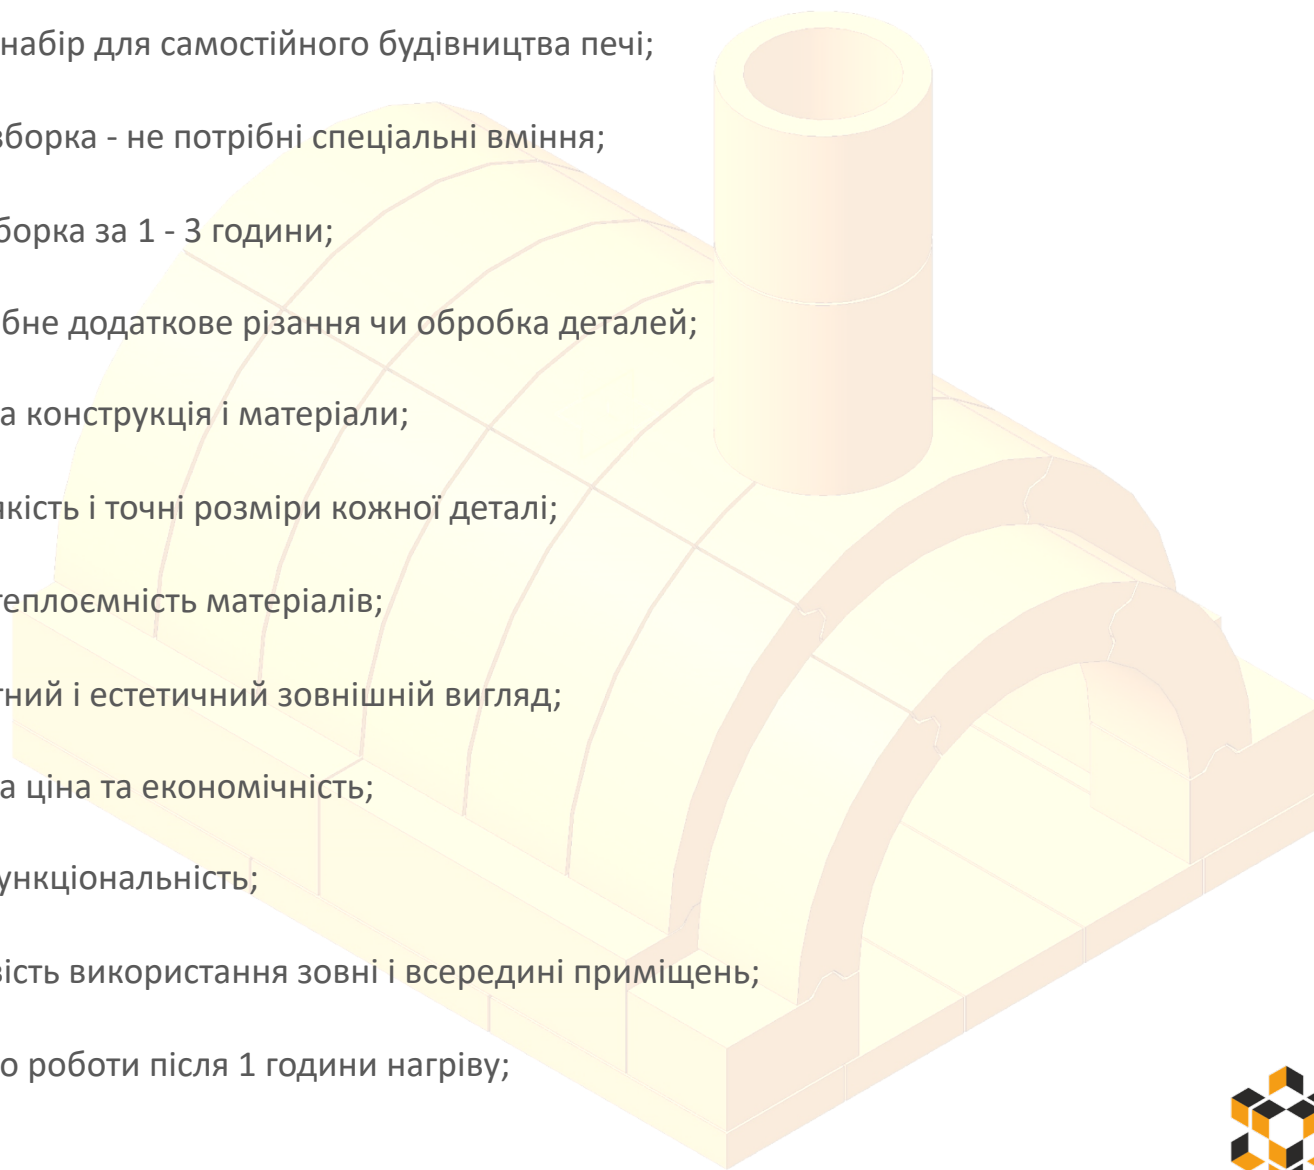 набір для самостійного будівництва печі;
зборка - не потрібні спеціальні вміння;
борка за 1 - 3 години;
бне додаткове різання чи обробка деталей;
а конструкція і матеріали;
якість і точні розміри кожної деталі;
теплоємність матеріалів;
тний і естетичний зовнішній вигляд;
а ціна та економічність;
ункціональність;
вість використання зовні і всередині приміщень;
о роботи після 1 години нагріву;